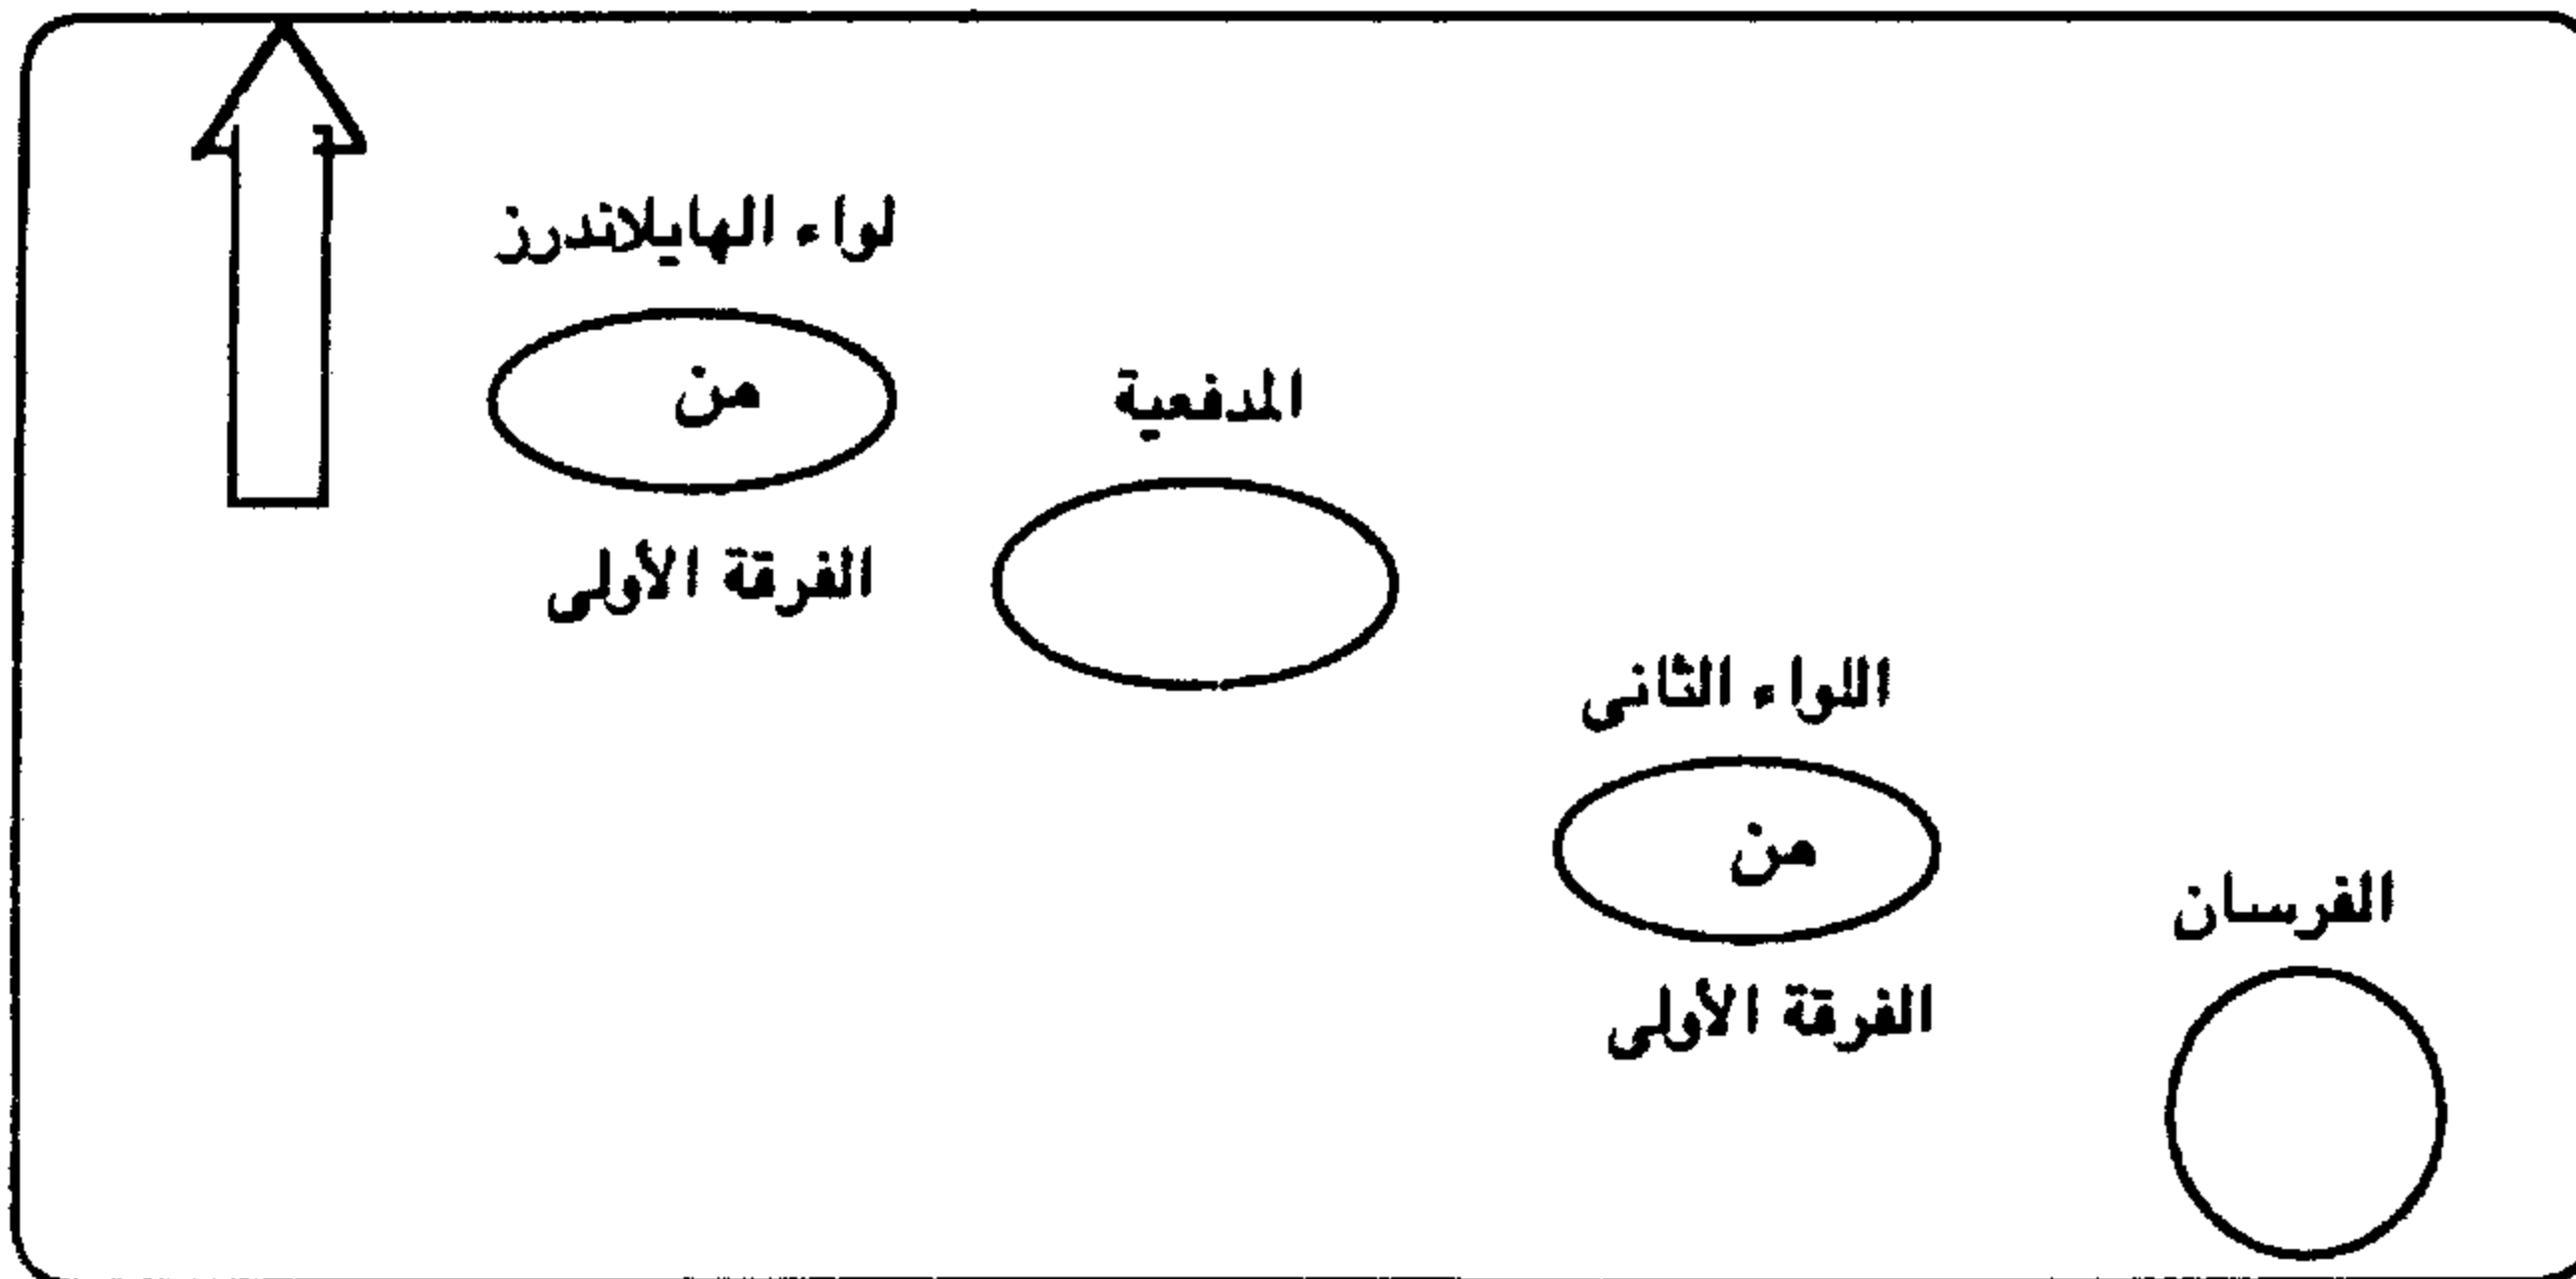 لواء الهايلاندرز
من
الفرقة الأولى
المدفعية
اللواء الثانى
من
الفرقة الأولى
الفرسان